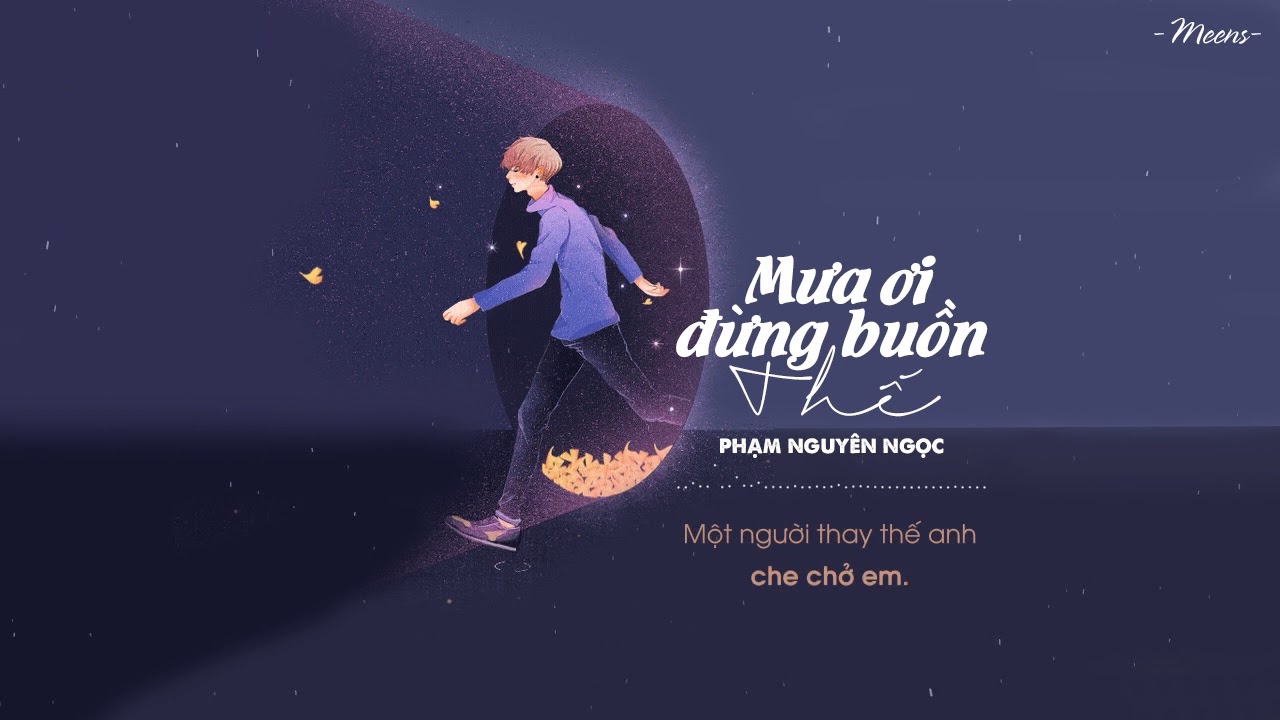 -Meens-
Mưa ơi
đừng buồn
Thế
PHẠM NGUYÊN NGỌC
Một người thay thế anh
che chở em.